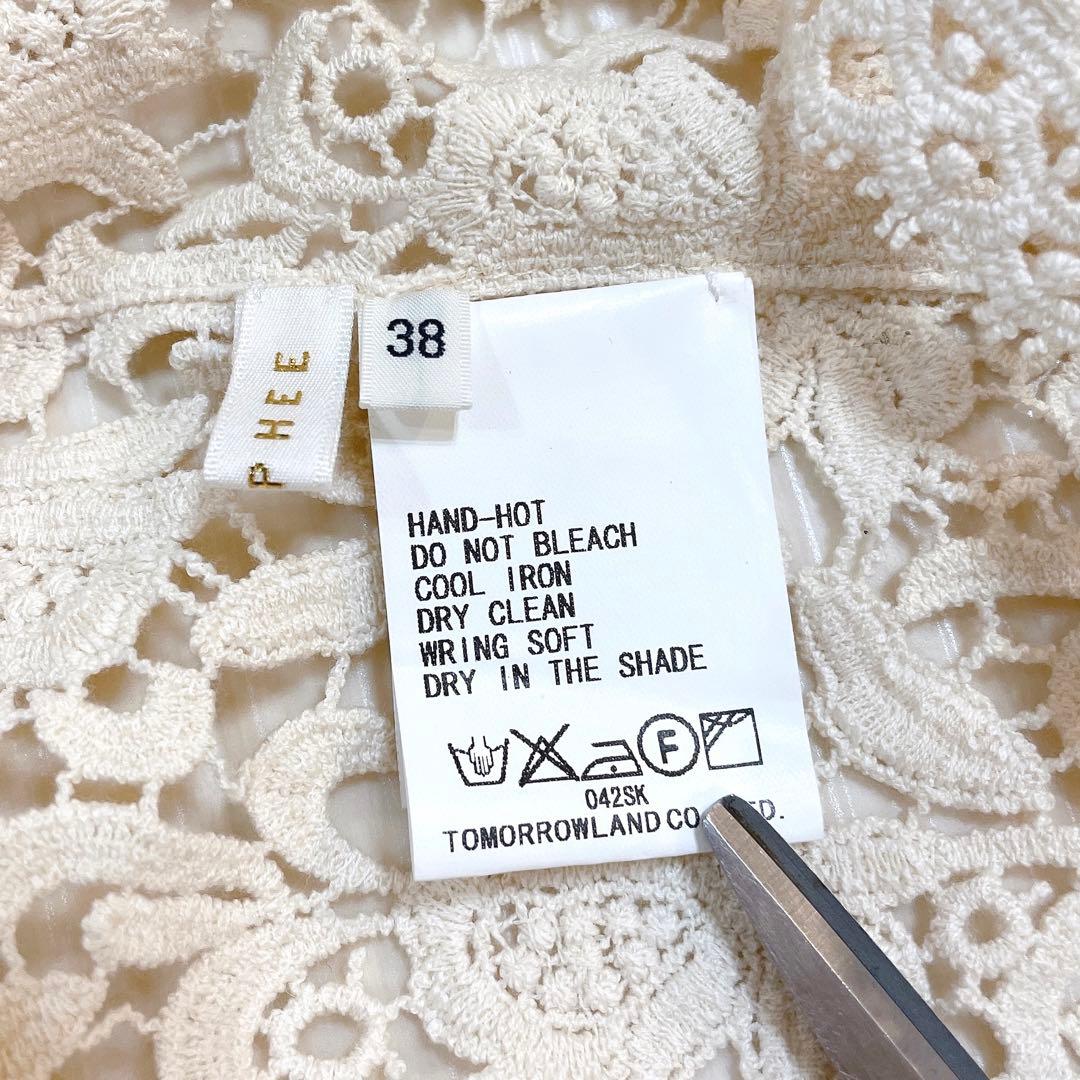 PHEE
38
HAND-HOT
DO NOT BLEACH
COOL IRON
DRY CLEAN
WRING SOFT
DRY IN THE SHADE
F
042SK
TOMORROWLAND CO
D.